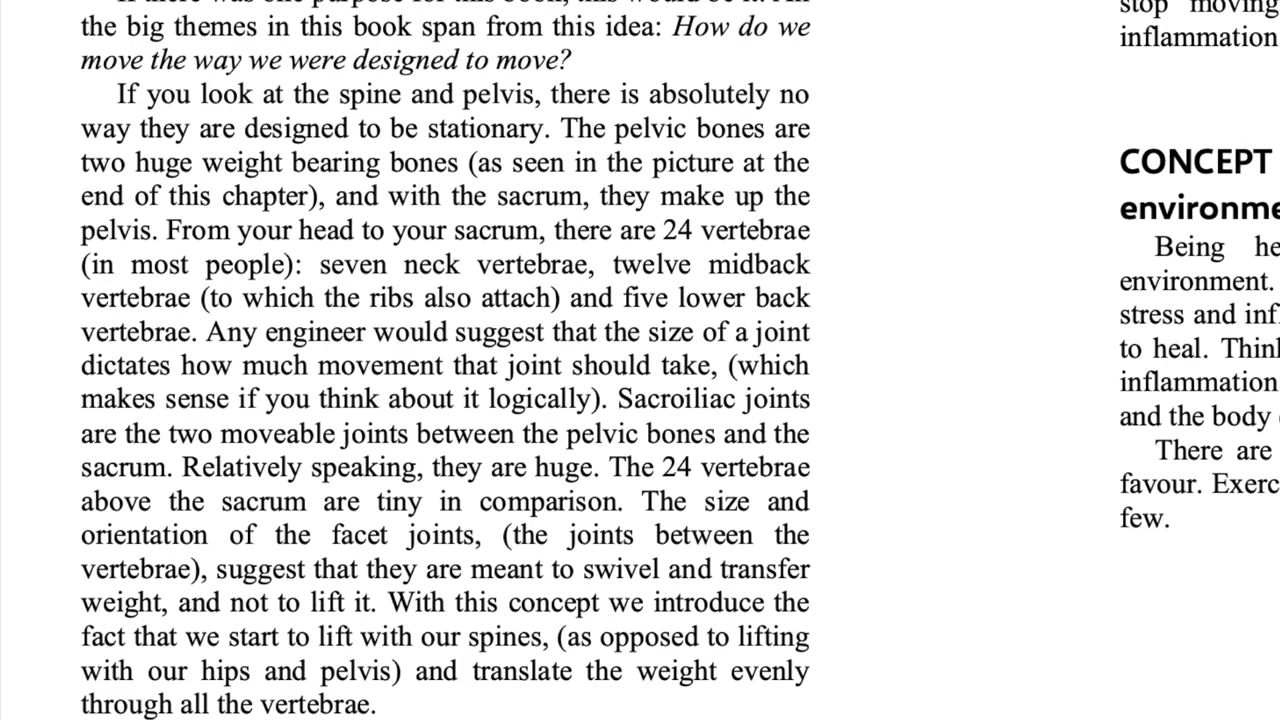 the big themes in this book span from this idea: How do we
move the way we were designed to move?
If you look at the spine and pelvis, there is absolutely no
way they are designed to be stationary. The pelvic bones are
two huge weight bearing bones (as seen in the picture at the
end of this chapter), and with the sacrum, they make up the
pelvis. From your head to your sacrum, there are 24 vertebrae
(in most people): seven neck vertebrae, twelve midback
vertebrae (to which the ribs also attach) and five lower back
vertebrae. Any engineer would suggest that the size of a joint
dictates how much movement that joint should take, (which
makes sense if you think about it logically). Sacroiliac joints
are the two moveable joints between the pelvic bones and the
sacrum. Relatively speaking, they are huge. The 24 vertebrae
above the sacrum are tiny in comparison. The size and
orientation of the facet joints, (the joints between the
vertebrae), suggest that they are meant to swivel and transfer
weight, and not to lift it. With this concept we introduce the
fact that we start to lift with our spines, (as opposed to lifting
with our hips and pelvis) and translate the weight evenly
through all the vertebrae.
stop moving
inflammation
CONCEPT
environme
Being he
environment.
stress and inf
to heal. Think
inflammation
and the body
There are
favour. Exerc
few.